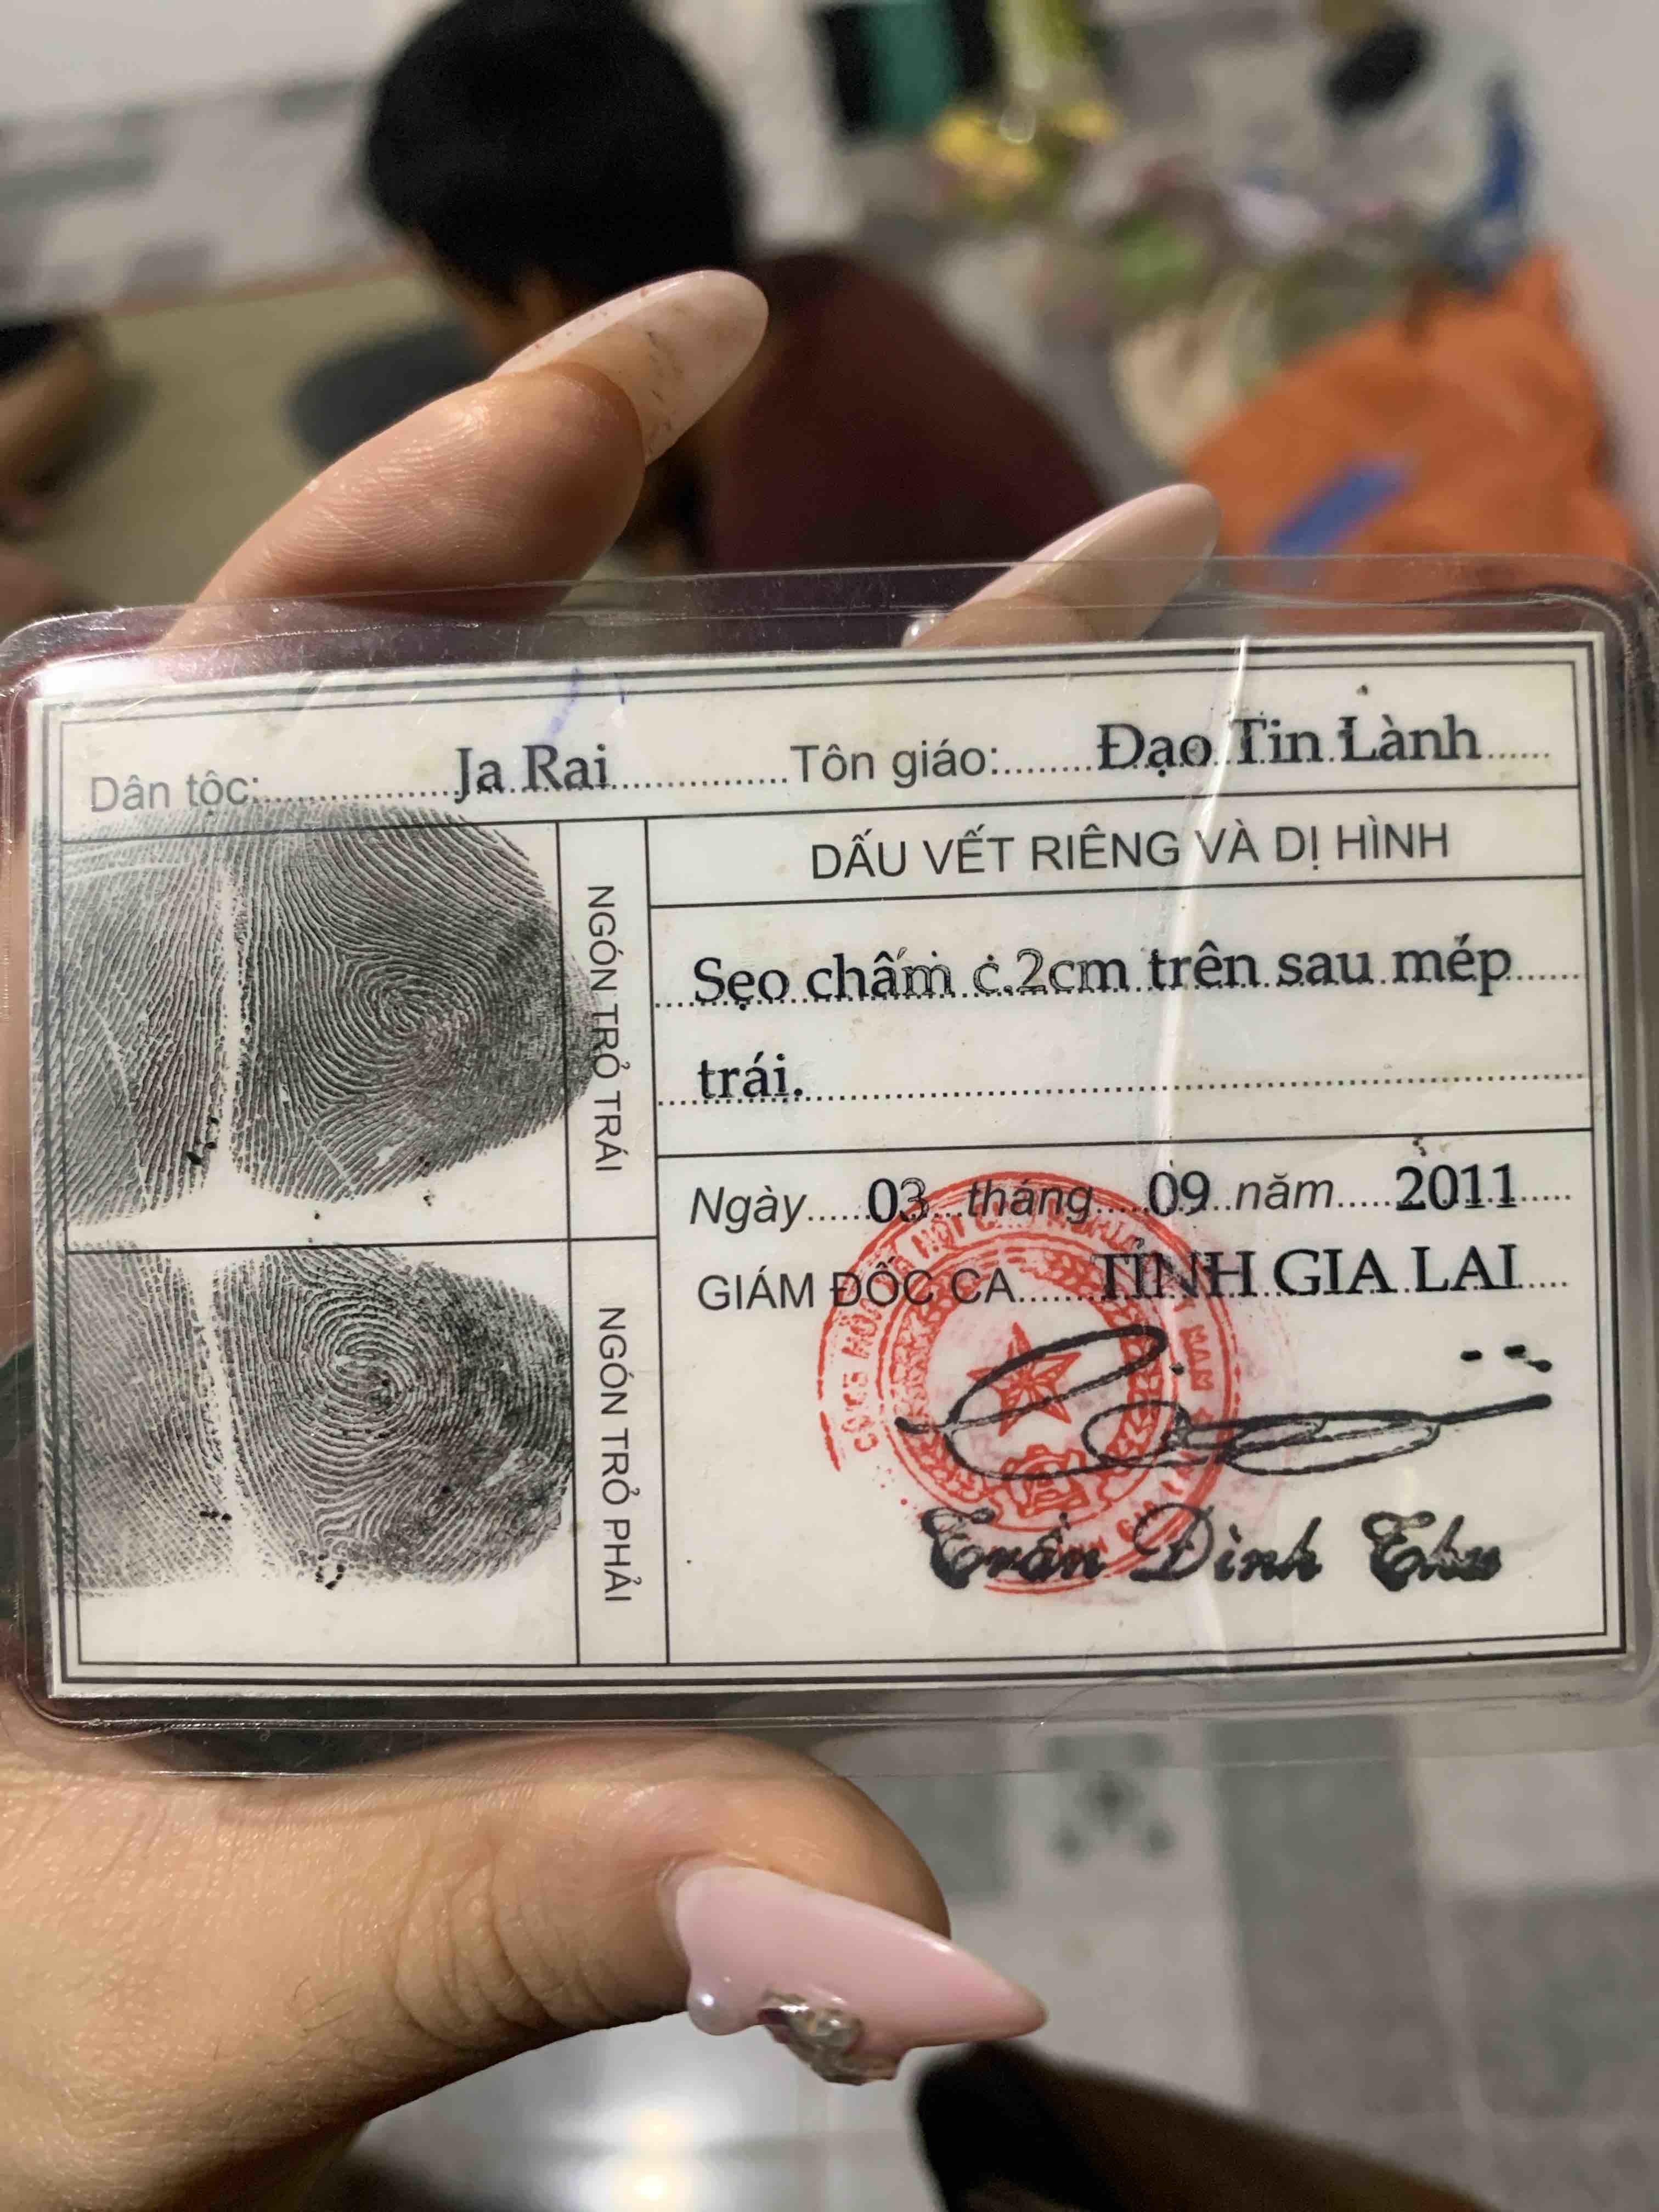 Dân tộc: Ja Rai Tôn giáo: Đạo Tin Lành
NGÓN TRỎ TRÁI
NGÓN TRỎ PHẢI
DẤU VẾT RIÊNG VÀ DỊ HÌNH
Sẹo chấm c.2cm trên sau mép
trái.
Ngày 03 tháng 09 năm 2011
GIÁM ĐỐC CA TỈNH GIA LAI
Trần Đình Thu